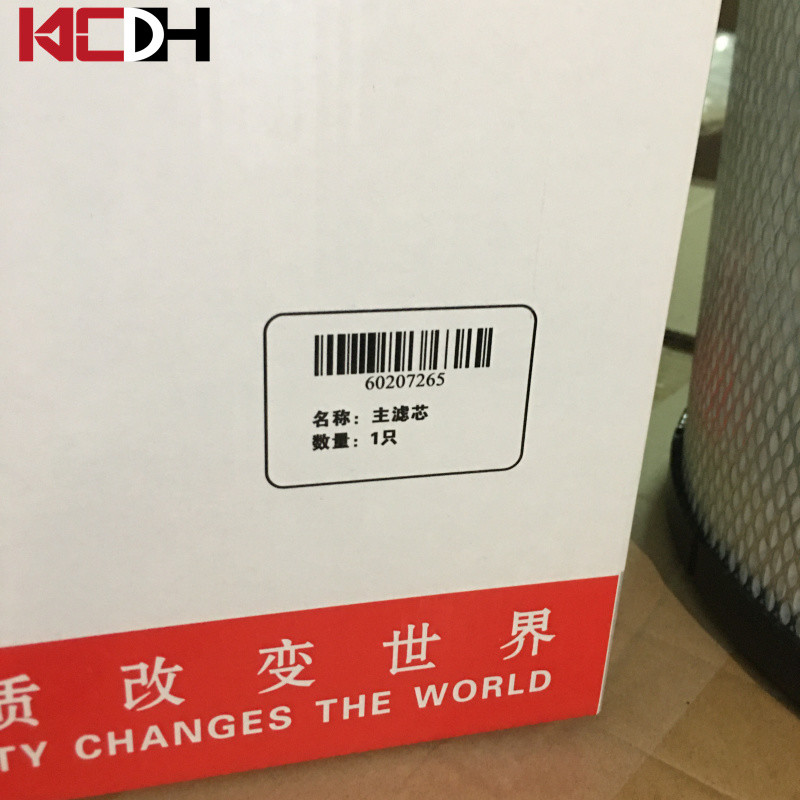 KCDH
60207265
名称：主滤芯
数量：1只
质改变世界
TY CHANGES THE WORLD